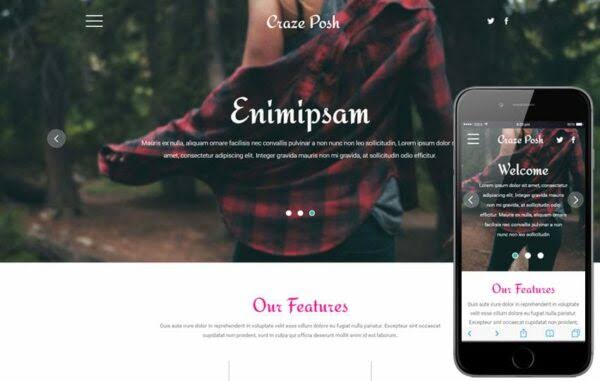 Craze Posh
Enimipsam
Mauris ex nulla, aliquam ornare facilisis nec convallis pulvinar a non nunc non leo sollicitudin, Lorem ipsum dolor
amet, consectetur adipiscing elit. Integer gravida mauris non mi gravida, at vulputate ex efficitur.
Our Features
Duis aute irure dolor in reprehenderit in voluptate velit esse cillum dolore eu fugiat nulla pariatur. Excepteur sint occaecat
cupidatat non proident, sunt in culpa qui officia deserunt mollit anim id est laborum.
Craze Posh
Welcome
Lorem ipsum dolor sit amet, consectetur
adipiscing elit. Integer gravida mauris
non mi gravida, at vulputate ex
efficitur. Mauris ex nulla, aliquam
ornare facilisis nec, convallis
pulvinar a non nunc
non leo sollicitudin
Our Features
Duis aute irure dolor in reprehenderit in
voluptate velit esse cillum dolore eu
fugiat nulla pariatur. Excepteur sint
occaecat cupidatat non proident,